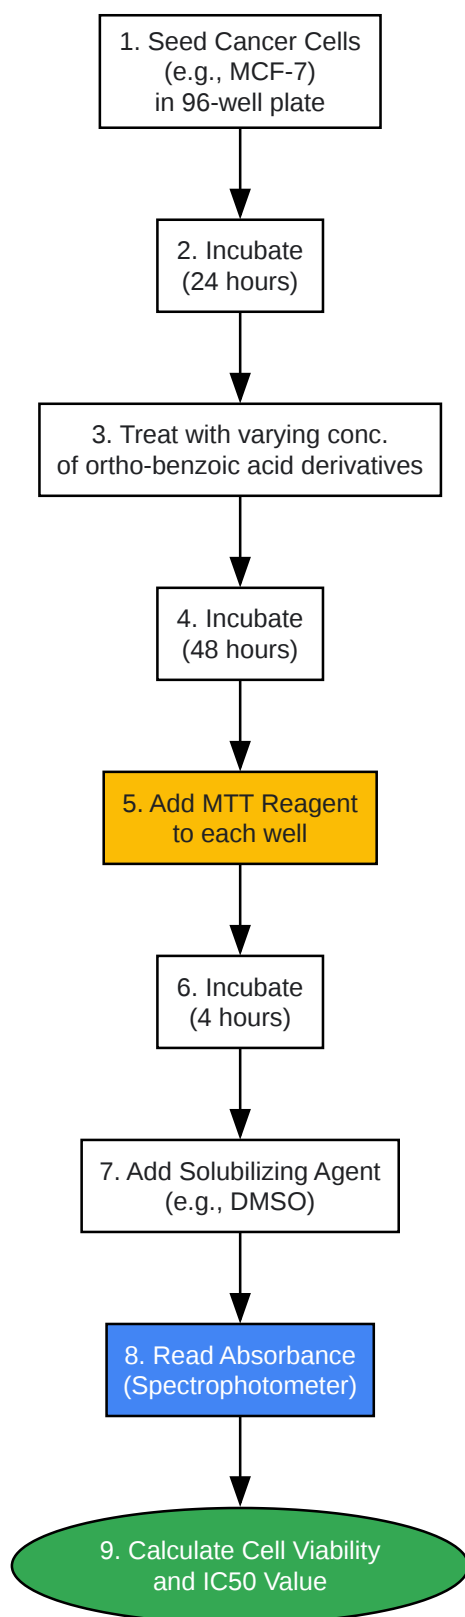 1. Seed Cancer Cells
(e.g., MCF-7)
in 96-well plate
2. Incubate
(24 hours)
3. Treat with varying conc.
of ortho-benzoic acid derivatives
4. Incubate
(48 hours)
5. Add MTT Reagent
to each well
6. Incubate
(4 hours)
7. Add Solubilizing Agent
(e.g., DMSO)
8. Read Absorbance
(Spectrophotometer)
9. Calculate Cell Viability
and IC50 Value